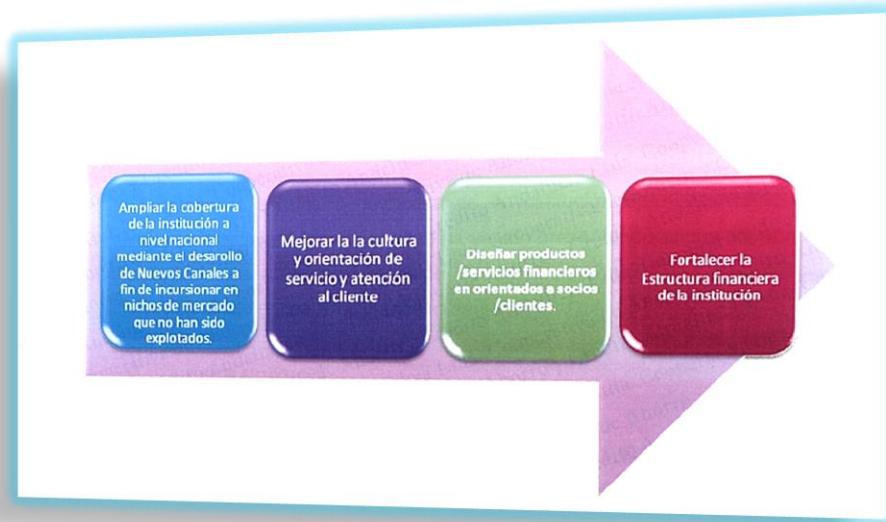 Ampliar la cobertura
de la institución a
nivel nacional
mediante el desarollo
de Nuevos Canales a
fin de incursionar en
nichos de mercado
que no han sido
explotados.
Mejorar la la cultura
y orientación de
servicio y atención
al cliente
Diseñar productos
/servicios financieros
en orientados a socios
/clientes.
Fortalecer la
Estructura financiera
de la institución